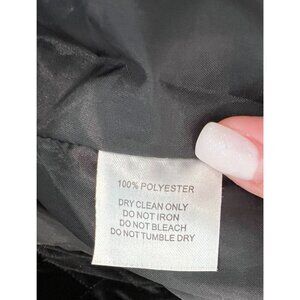 100% POLYESTER
DRY CLEAN ONLY
DO NOT IRON
DO NOT BLEACH
DO NOT TUMBLE DRY